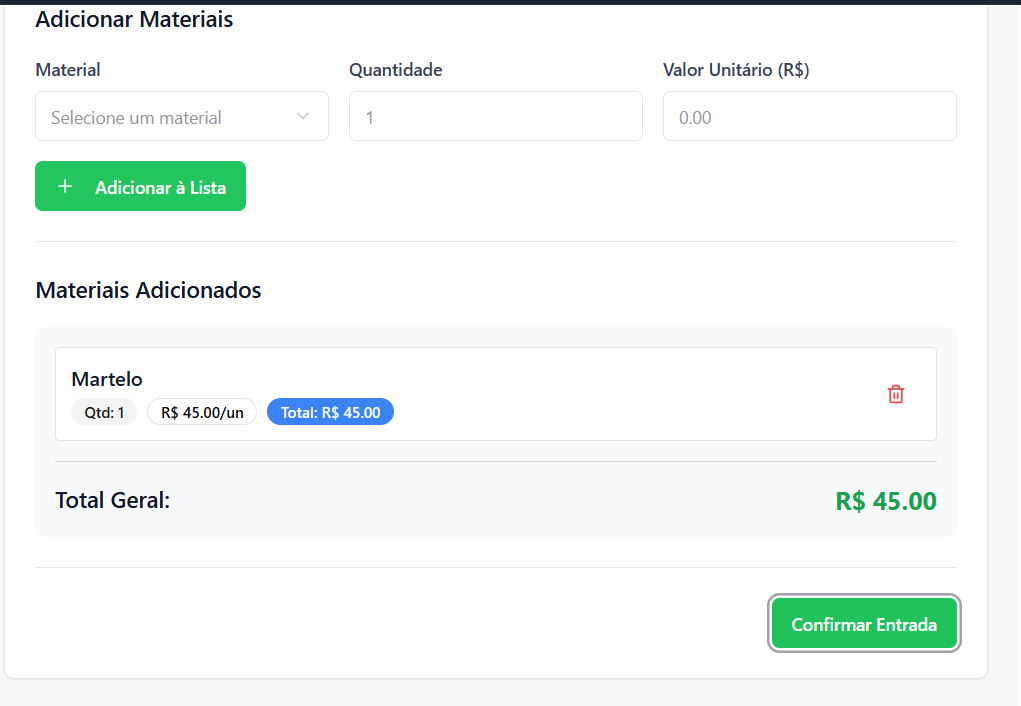 Adicionar Materiais
Material Quantidade Valor Unitário (R$)
Selecione um material 1 0.00
+ Adicionar à Lista
Materiais Adicionados
Martelo
Qtd: 1 R$ 45.00/un Total: R$ 45.00
Total Geral: R$ 45.00
Confirmar Entrada